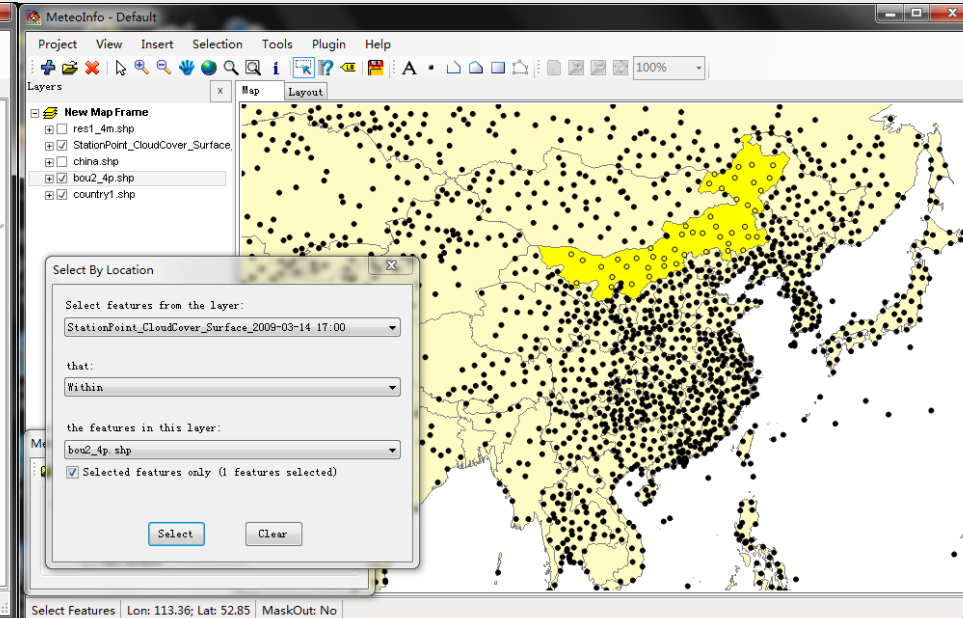 MeteoInfo - Default
Project View Insert Selection Tools Plugin Help
100%
Layers
x
Map
Layout
New Map Frame
res1_4m.shp
StationPoint_CloudCover_Surface_
china.shp
bou2_4p.shp
country1.shp
Select By Location
Select features from the layer:
StationPoint_CloudCover_Surface_2009-03-14 17:00
that:
Within
the features in this layer:
bou2_4p.shp
Selected features only (1 features selected)
Select
Clear
Me
Select Features Lon: 113.36; Lat: 52.85 MaskOut: No